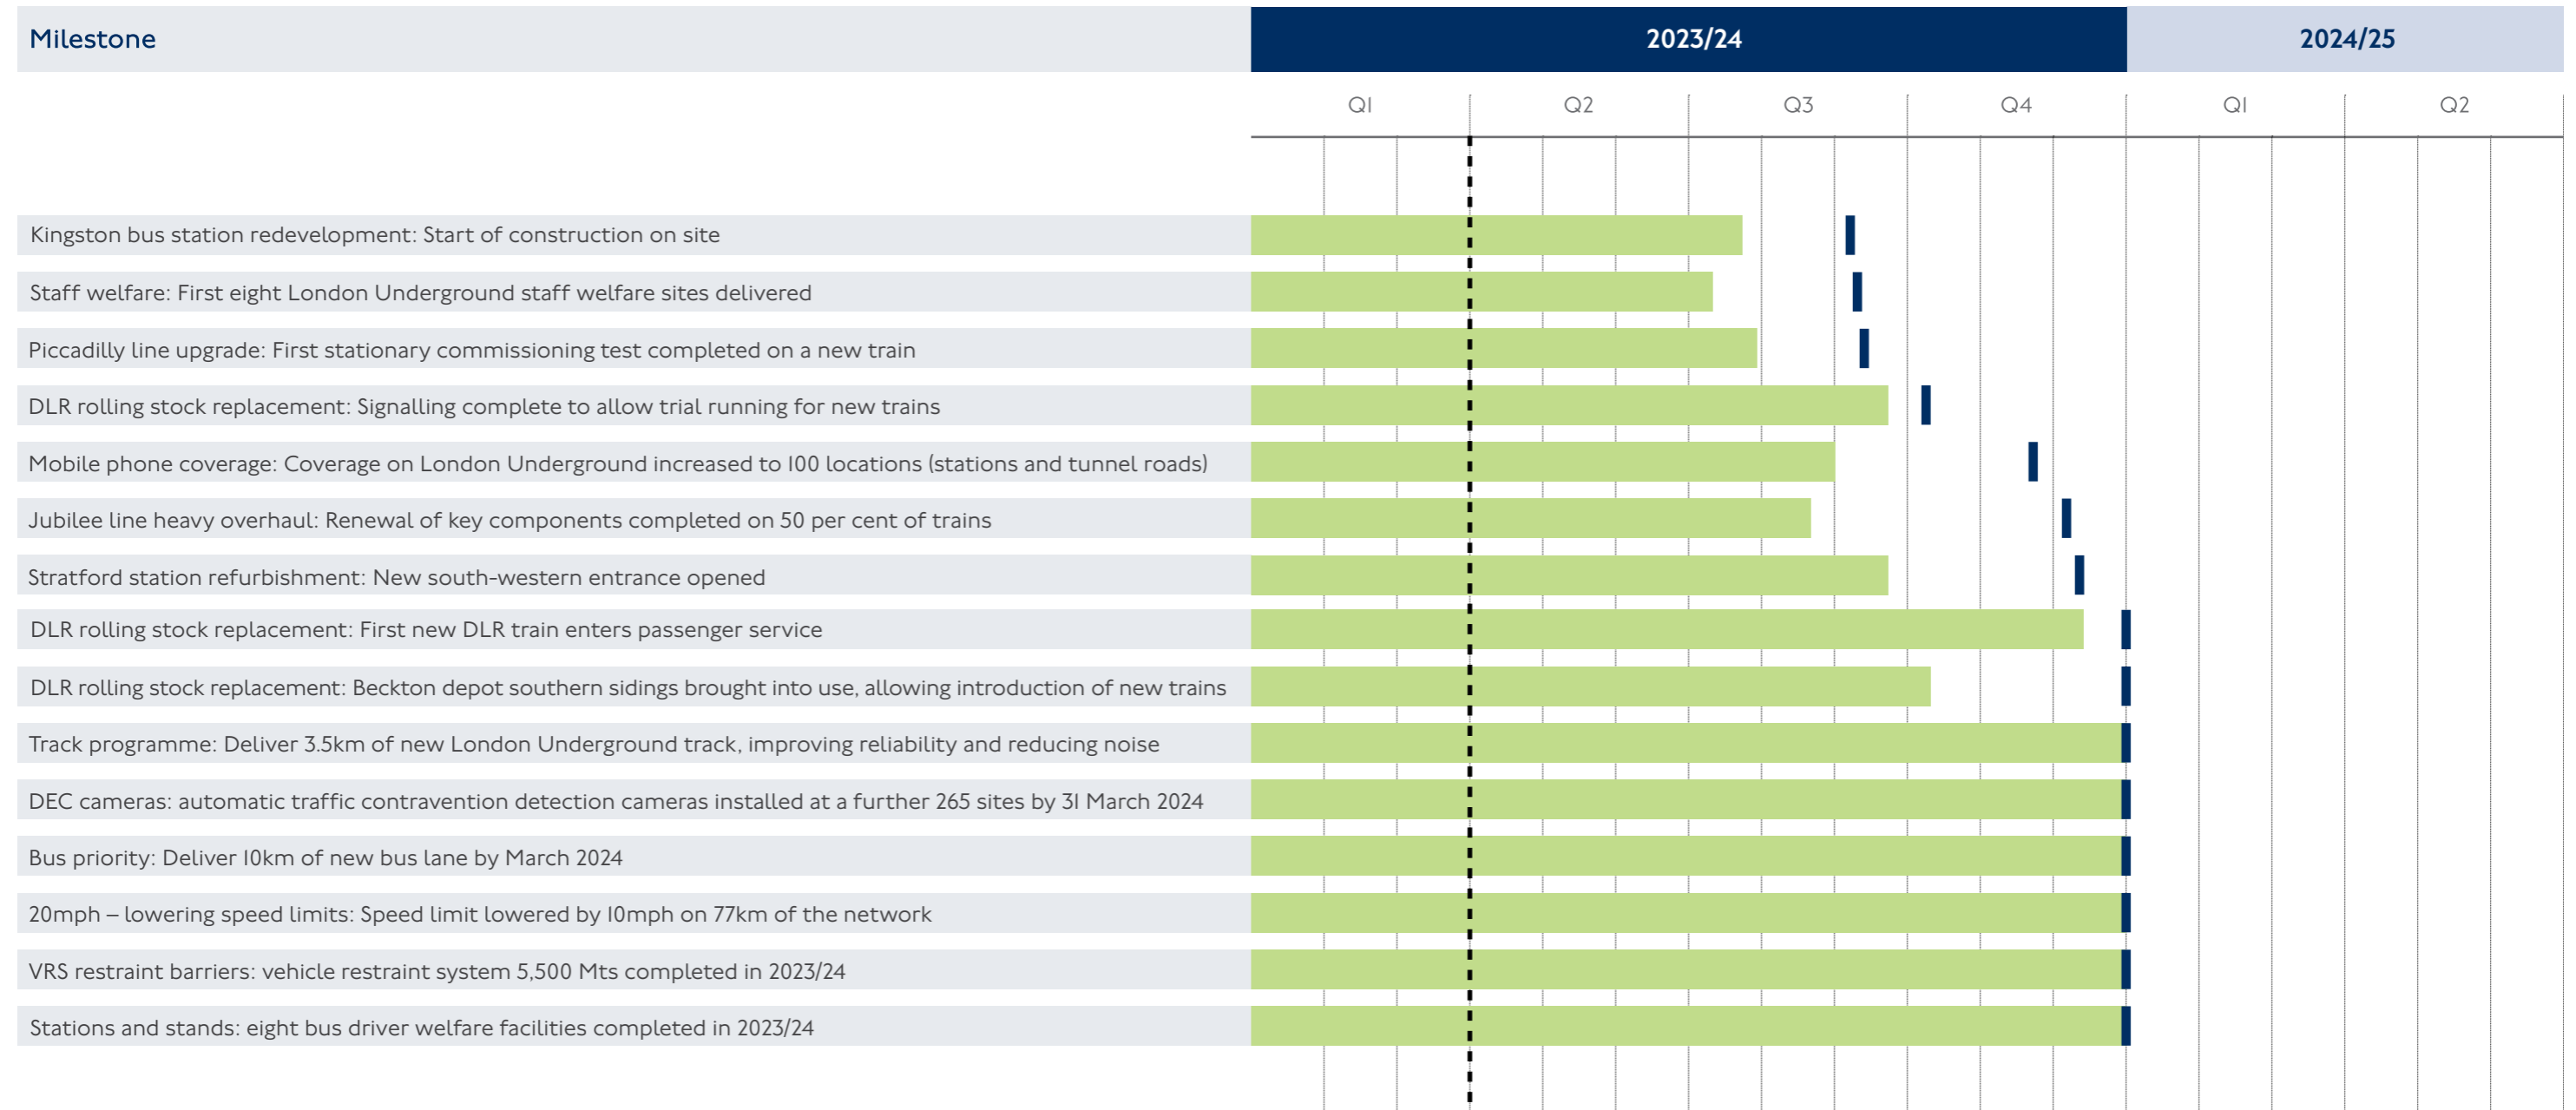 Milestone
2023/24
2024/25
Q1
Q2
Q3
Q4
Q1
Q2
Kingston bus station redevelopment: Start of construction on site
Staff welfare: First eight London Underground staff welfare sites delivered
Piccadilly line upgrade: First stationary commissioning test completed on a new train
DLR rolling stock replacement: Signalling complete to allow trial running for new trains
Mobile phone coverage: Coverage on London Underground increased to 100 locations (stations and tunnel roads)
Jubilee line heavy overhaul: Renewal of key components completed on 50 per cent of trains
Stratford station refurbishment: New south-western entrance opened
DLR rolling stock replacement: First new DLR train enters passenger service
DLR rolling stock replacement: Beckton depot southern sidings brought into use, allowing introduction of new trains
Track programme: Deliver 3.5km of new London Underground track, improving reliability and reducing noise
DEC cameras: automatic traffic contravention detection cameras installed at a further 265 sites by 31 March 2024
Bus priority: Deliver 10km of new bus lane by March 2024
20mph – lowering speed limits: Speed limit lowered by 10mph on 77km of the network
VRS restraint barriers: vehicle restraint system 5,500 Mts completed in 2023/24
Stations and stands: eight bus driver welfare facilities completed in 2023/24